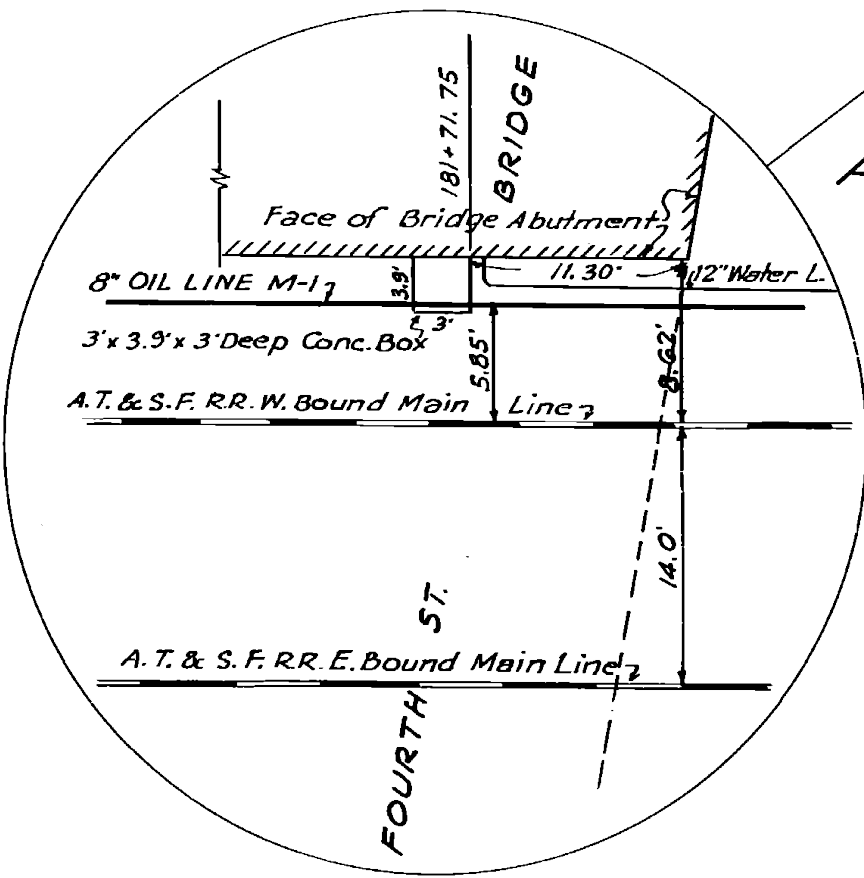 181+71.75
BRIDGE
Face of Bridge Abutment
8" OIL LINE M-1
3.9'
11.30'
12" Water L.
3'
3' x 3.9' x 3' Deep Conc. Box
5.85'
8.62'
A.T. & S.F. R.R. W. Bound Main Line
14.0'
A.T. & S.F. RR. E. Bound Main Line
FOURTH ST.